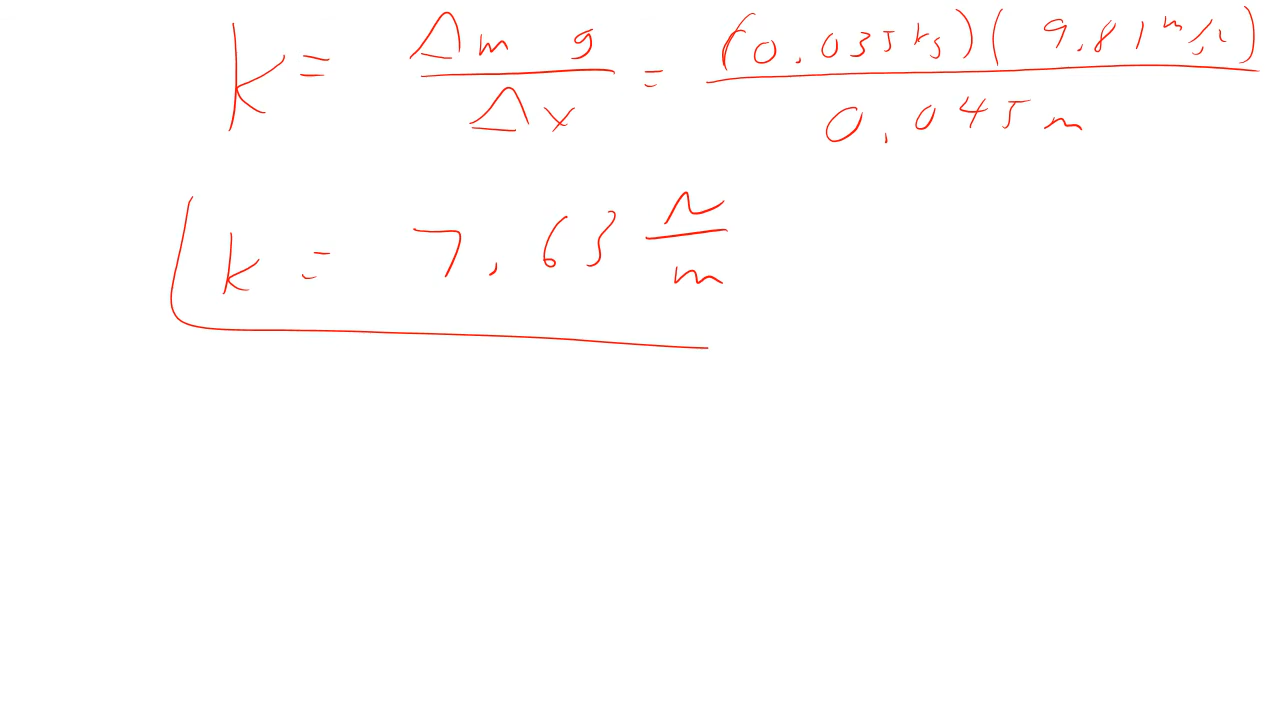 k = Δm g / Δx = (0.035 kg)(9.81 m/s²) / 0.045 m
k = 7.63 N/m